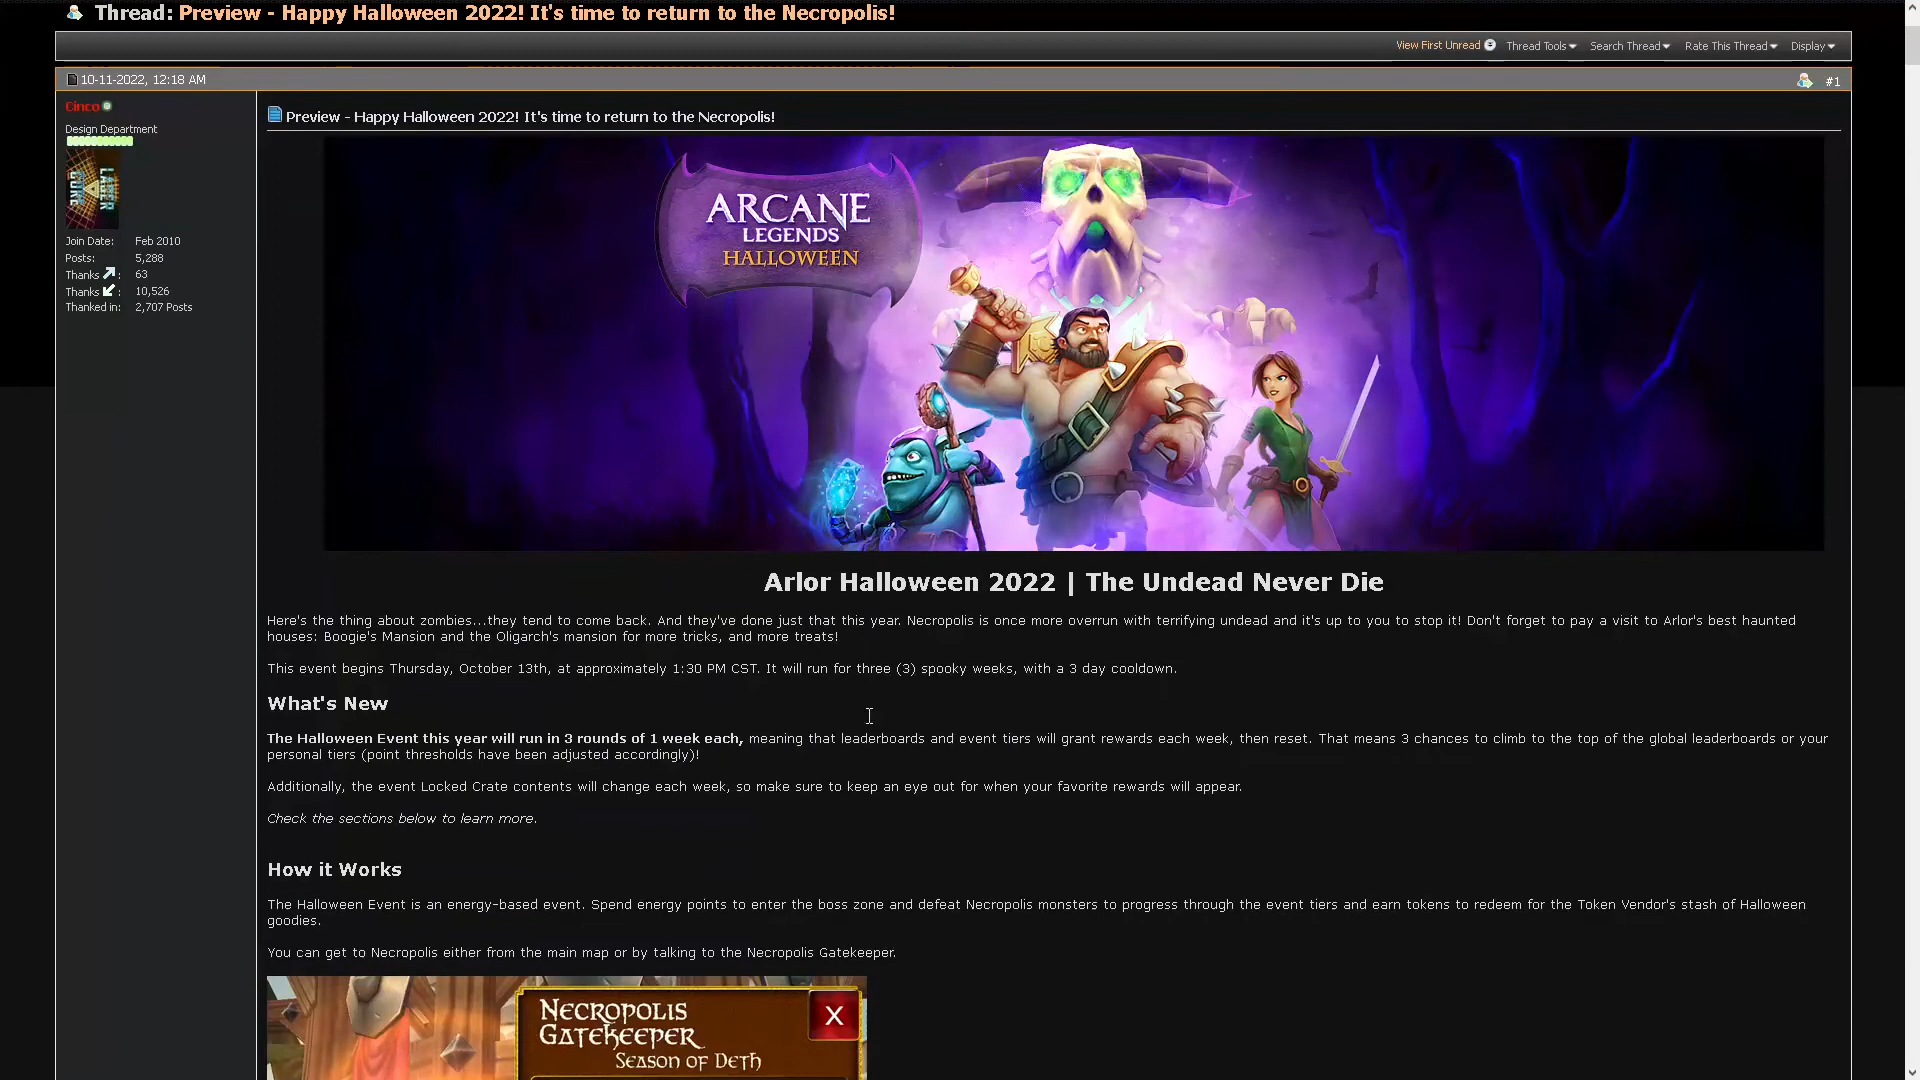 Thread: Preview - Happy Halloween 2022! It's time to return to the Necropolis!
View First Unread Thread Tools Search Thread Rate This Thread Display
10-11-2022, 12:18 AM #1
Cinco
Design Department
Join Date: Feb 2010
Posts: 5,288
Thanks : 63
Thanks : 10,526
Thanked in: 2,707 Posts
Preview - Happy Halloween 2022! It's time to return to the Necropolis!
ARCANE
LEGENDS
HALLOWEEN
Arlor Halloween 2022 | The Undead Never Die
Here's the thing about zombies...they tend to come back. And they've done just that this year. Necropolis is once more overrun with terrifying undead and it's up to you to stop it! Don't forget to pay a visit to Arlor's best haunted
houses: Boogie's Mansion and the Oligarch's mansion for more tricks, and more treats!
This event begins Thursday, October 13th, at approximately 1:30 PM CST. It will run for three (3) spooky weeks, with a 3 day cooldown.
What's New
The Halloween Event this year will run in 3 rounds of 1 week each, meaning that leaderboards and event tiers will grant rewards each week, then reset. That means 3 chances to climb to the top of the global leaderboards or your
personal tiers (point thresholds have been adjusted accordingly)!
Additionally, the event Locked Crate contents will change each week, so make sure to keep an eye out for when your favorite rewards will appear.
Check the sections below to learn more.
How it Works
The Halloween Event is an energy-based event. Spend energy points to enter the boss zone and defeat Necropolis monsters to progress through the event tiers and earn tokens to redeem for the Token Vendor's stash of Halloween
goodies.
You can get to Necropolis either from the main map or by talking to the Necropolis Gatekeeper.
NECROPOLIS
GATEKEEPER
SEASON OF DETH
X